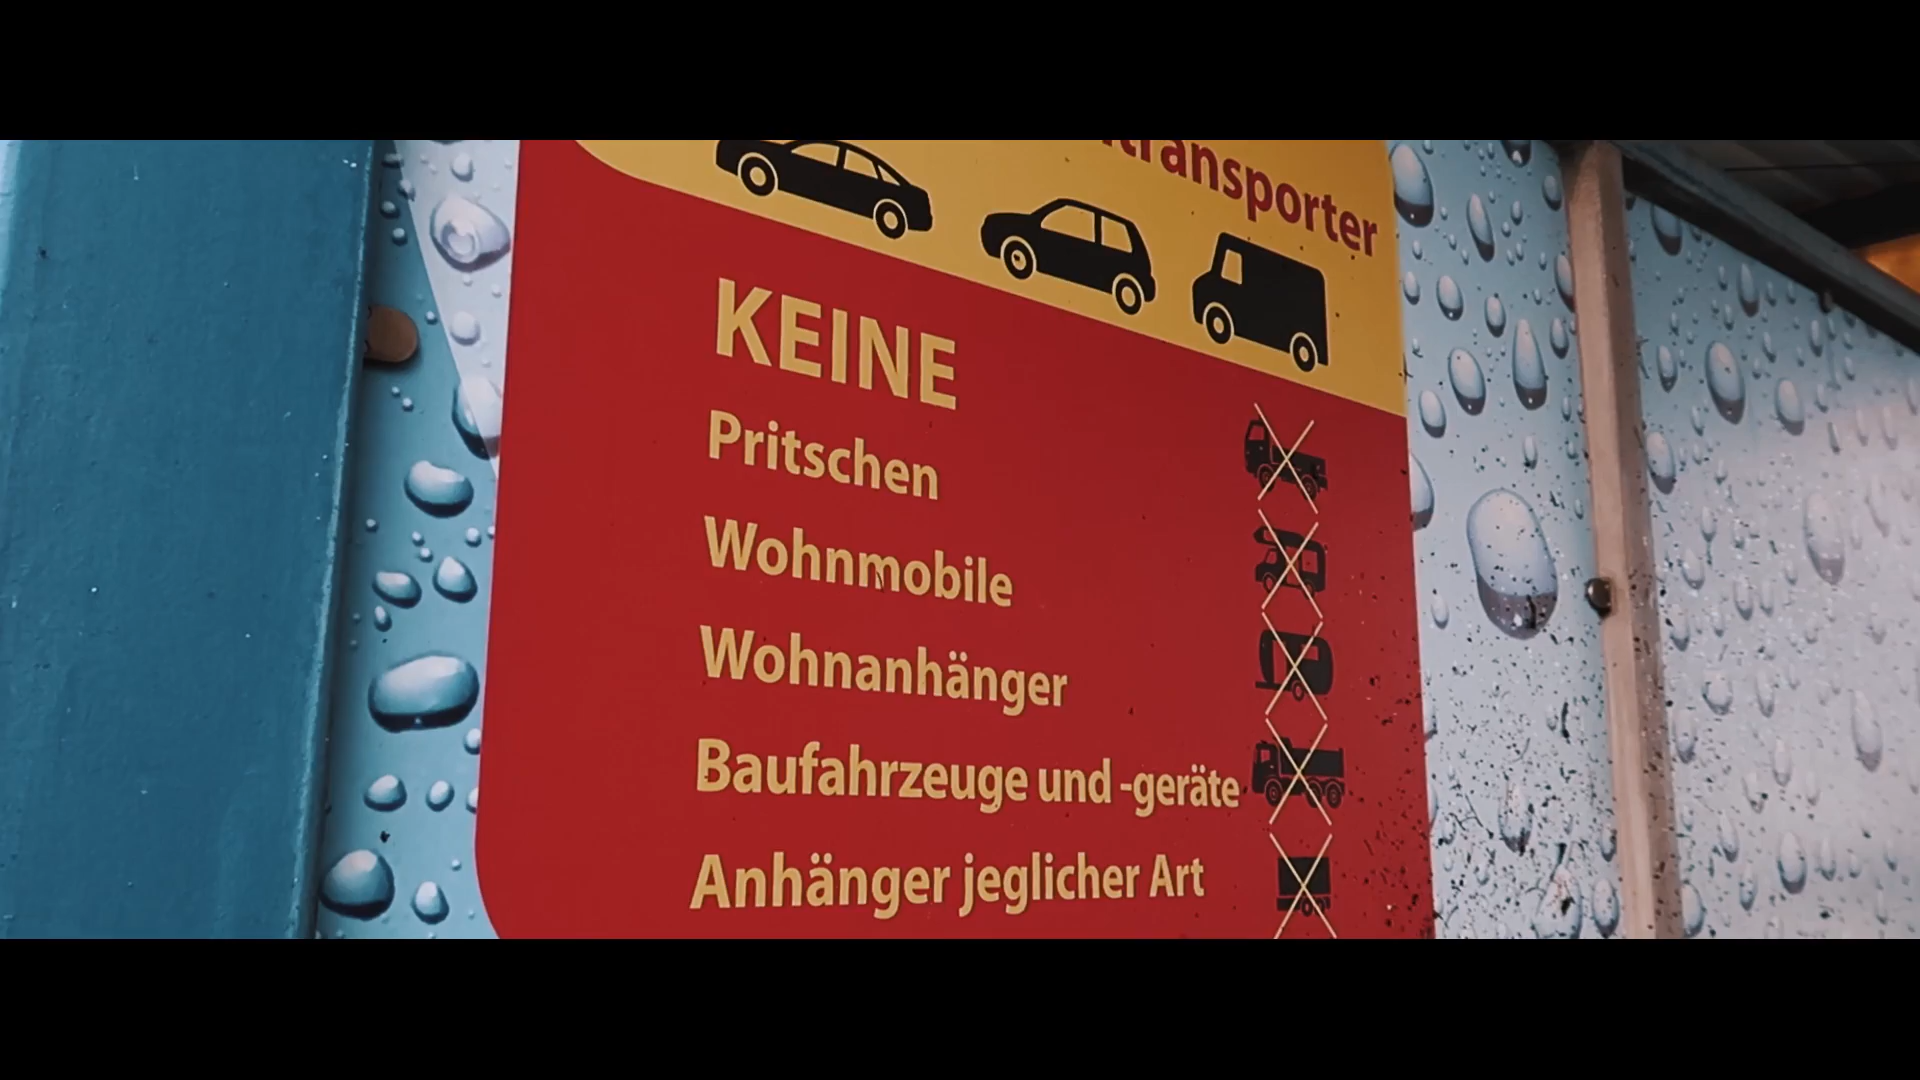 KEINE
Pritschen
Wohnmobile
Wohnanhänger
Baufahrzeuge und -geräte
Anhänger jeglicher Art